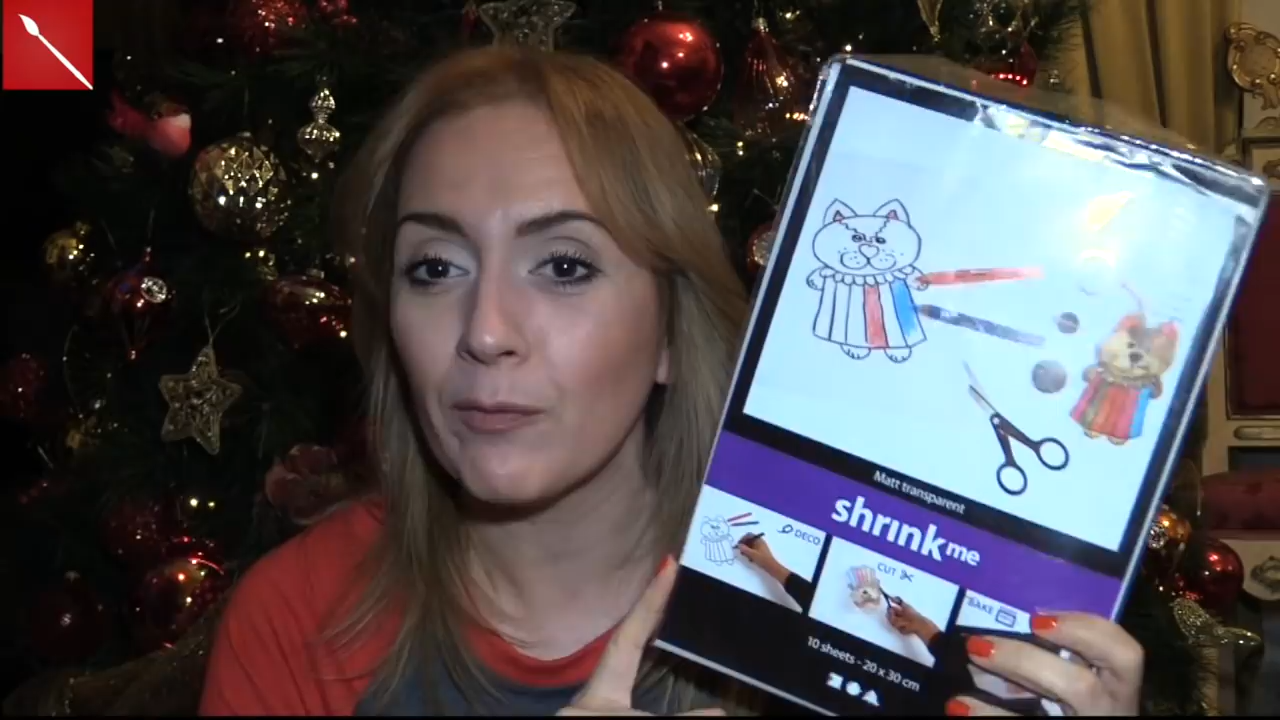 Matt transparent
shrink me
DECO
CUT
BAKE
10 sheets - 20 x 30 cm